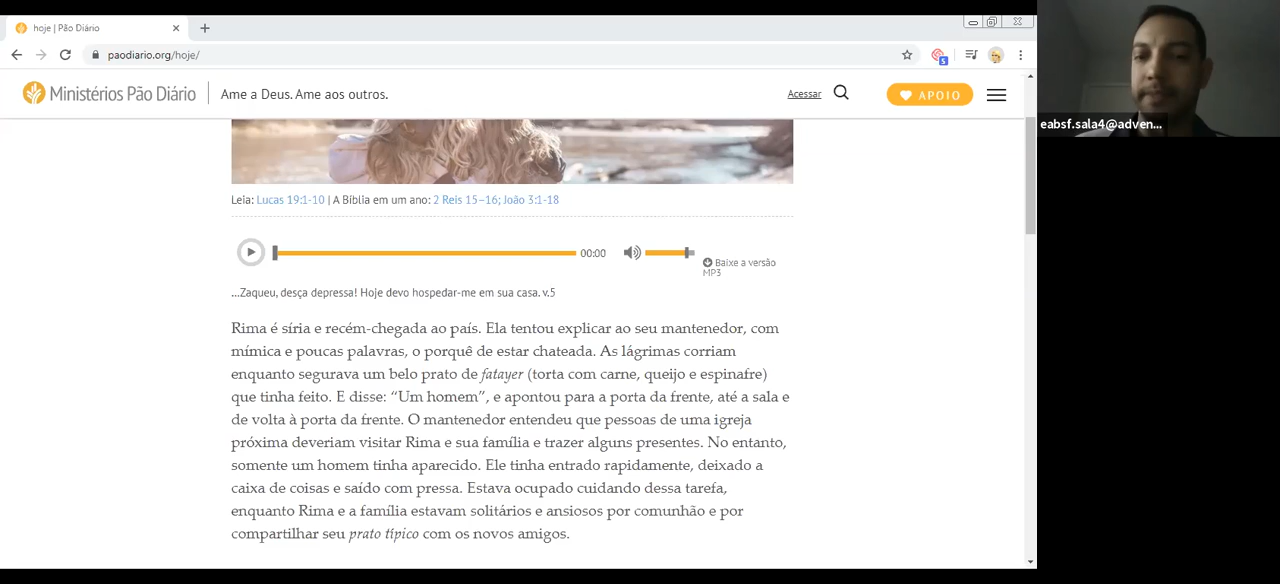 hoje | Pão Diário
paodiario.org/hoje/
5
Ministérios Pão Diário
Ame a Deus. Ame aos outros.
Acessar
APOIO
eabsf.sala4@adven...
Leia: Lucas 19:1-10 | A Bíblia em um ano: 2 Reis 15–16; João 3:1-18
00:00
Baixe a versão
MP3
...Zaqueu, desça depressa! Hoje devo hospedar-me em sua casa. v.5
Rima é síria e recém-chegada ao país. Ela tentou explicar ao seu mantenedor, com
mímica e poucas palavras, o porquê de estar chateada. As lágrimas corriam
enquanto segurava um belo prato de fatayer (torta com carne, queijo e espinafre)
que tinha feito. E disse: “Um homem”, e apontou para a porta da frente, até a sala e
de volta à porta da frente. O mantenedor entendeu que pessoas de uma igreja
próxima deveriam visitar Rima e sua família e trazer alguns presentes. No entanto,
somente um homem tinha aparecido. Ele tinha entrado rapidamente, deixado a
caixa de coisas e saído com pressa. Estava ocupado cuidando dessa tarefa,
enquanto Rima e a família estavam solitários e ansiosos por comunhão e por
compartilhar seu prato típico com os novos amigos.